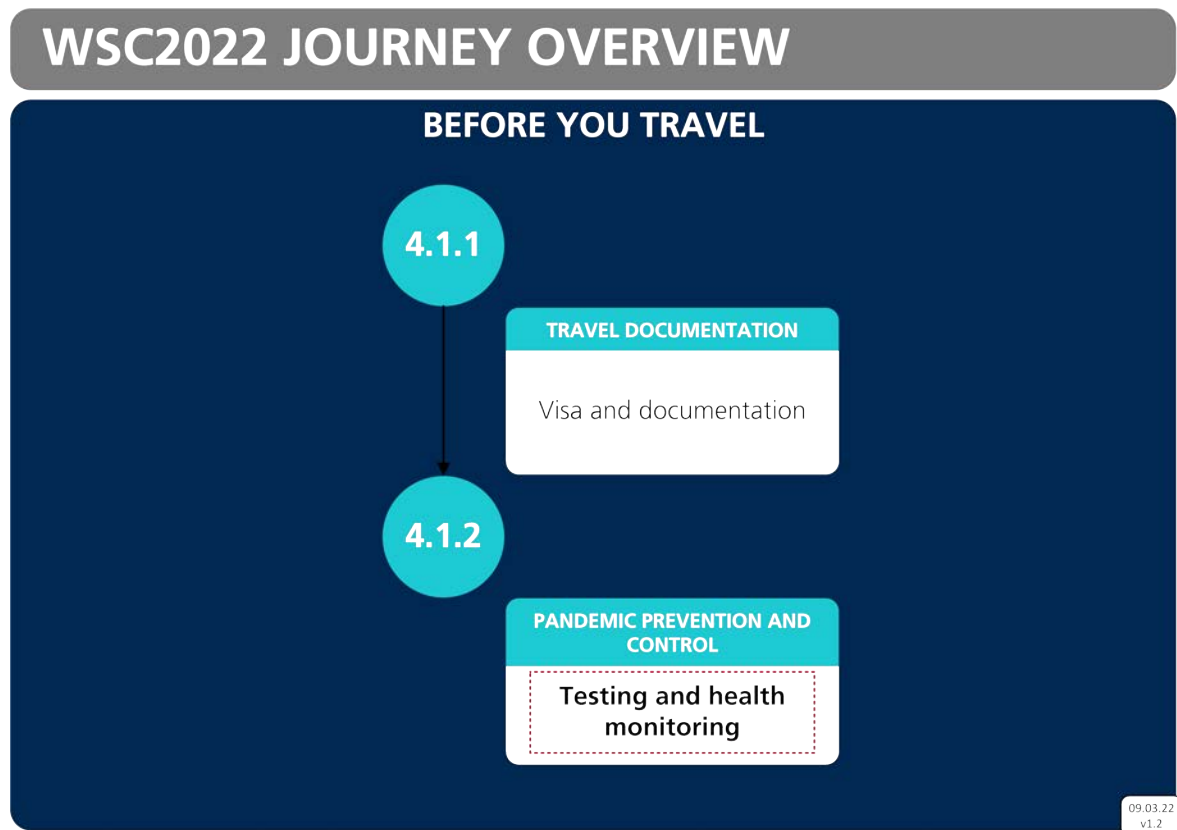 WSC2022 JOURNEY OVERVIEW
BEFORE YOU TRAVEL
4.1.1
TRAVEL DOCUMENTATION
Visa and documentation
4.1.2
PANDEMIC PREVENTION AND
CONTROL
Testing and health
monitoring
09.03.22
v1.2